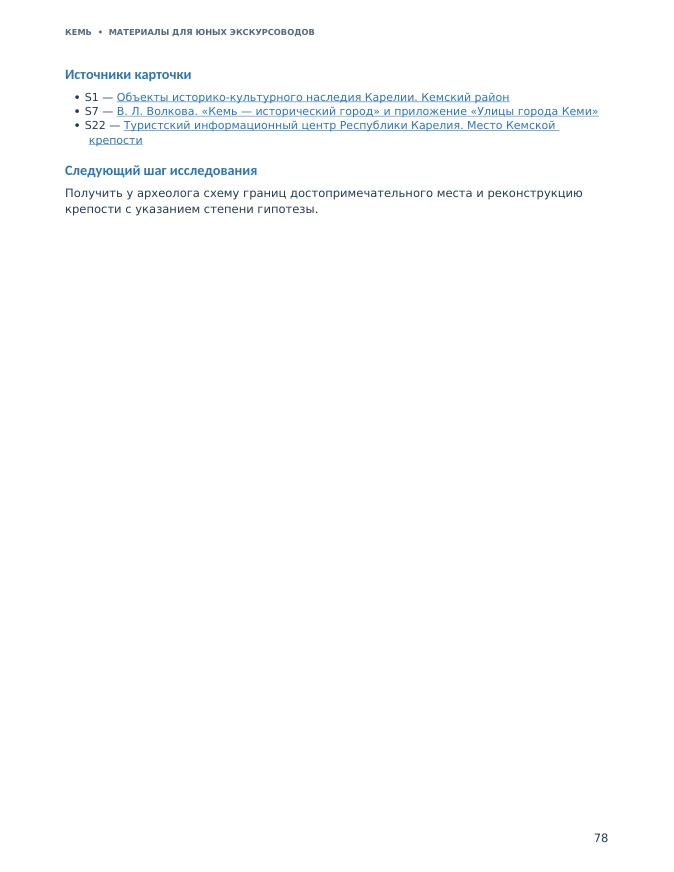 КЕМЬ • МАТЕРИАЛЫ ДЛЯ ЮНЫХ ЭКСКУРСОВОДОВ
Источники карточки
• S1 — Объекты историко-культурного наследия Карелии. Кемский район
• S7 — В. Л. Волкова. «Кемь — исторический город» и приложение «Улицы города Кеми»
• S22 — Туристский информационный центр Республики Карелия. Место Кемской
крепости
Следующий шаг исследования
Получить у археолога схему границ достопримечательного места и реконструкцию
крепости с указанием степени гипотезы.
78